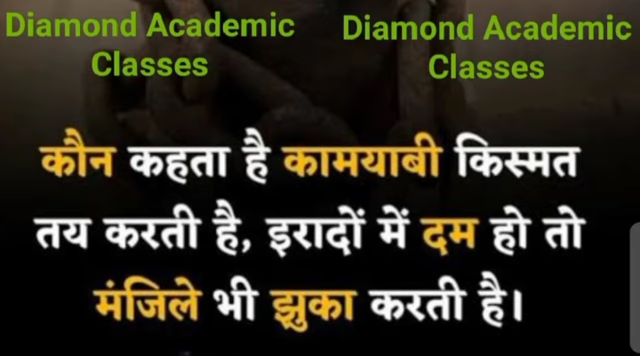 Diamond Academic
Classes
Diamond Academic
Classes
कौन कहता है कामयाबी किस्मत
तय करती है, इरादों में दम हो तो
मंजिले भी झुका करती है।